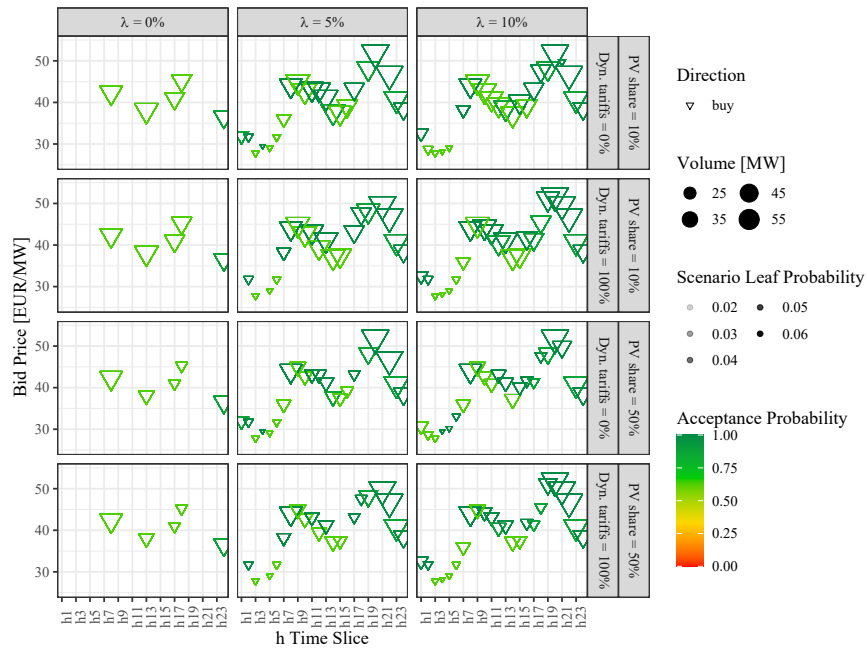 λ = 0%
λ = 5%
λ = 10%
Bid Price [EUR/MW]
50
40
30
Dyn. tariffs = 0%
PV share = 10%
50
40
30
Dyn. tariffs = 100%
PV share = 10%
50
40
30
Dyn. tariffs = 0%
PV share = 50%
50
40
30
Dyn. tariffs = 100%
PV share = 50%
h1 h3 h5 h7 h9 h11 h13 h15 h17 h19 h21 h23
h1 h3 h5 h7 h9 h11 h13 h15 h17 h19 h21 h23
h1 h3 h5 h7 h9 h11 h13 h15 h17 h19 h21 h23
h Time Slice
Direction
buy
Volume [MW]
25 45
35 55
Scenario Leaf Probability
0.02 0.05
0.03 0.06
0.04
Acceptance Probability
1.00
0.75
0.50
0.25
0.00